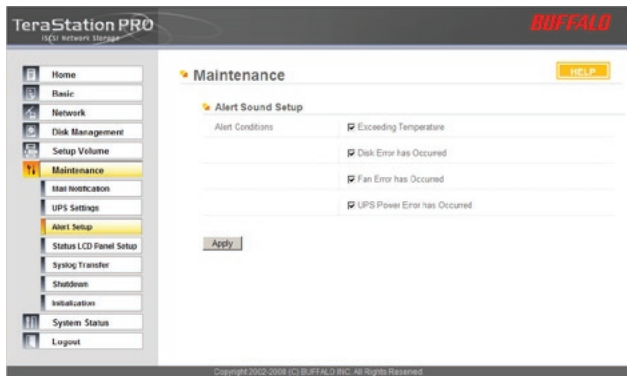 TeraStation PRO
iSCSI Network Storage
BUFFALO
Home
Basic
Network
Disk Management
Setup Volume
Maintenance
Mail Notification
UPS Settings
Alert Setup
Status LCD Panel Setup
Syslog Transfer
Shutdown
Initialization
System Status
Logout
Maintenance
HELP
Alert Sound Setup
Alert Conditions
Exceeding Temperature
Disk Error has Occurred
Fan Error has Occurred
UPS Power Error has Occurred
Apply
Copyright 2002-2008 (C) BUFFALO INC. All Rights Reserved.